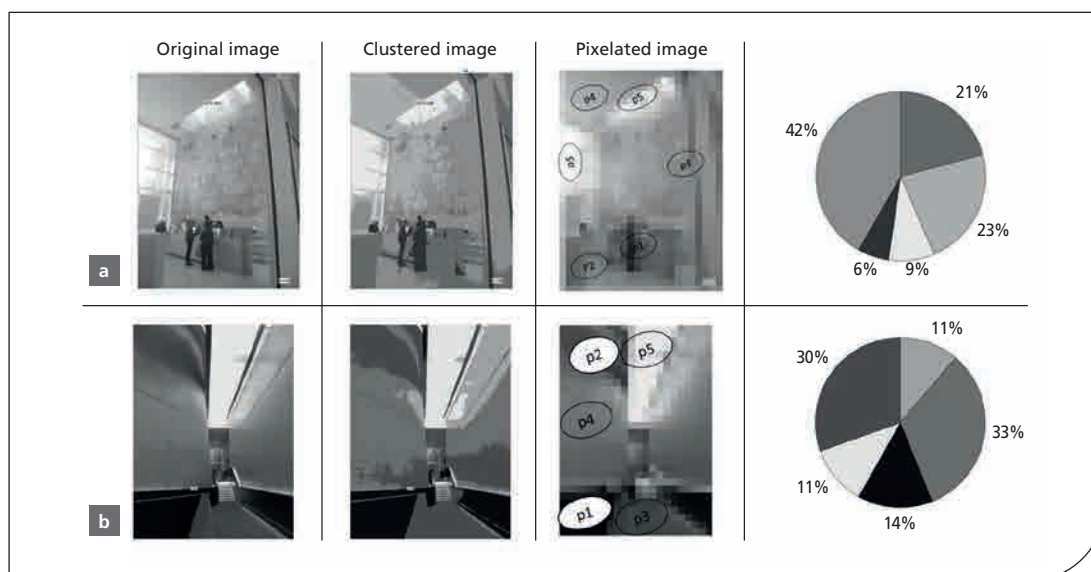 Original image
Clustered image
Pixelated image
p4
p5
p5
p1
p2
21%
42%
23%
6%
9%
a
p2
p5
p4
p1
p3
11%
30%
33%
11%
14%
b